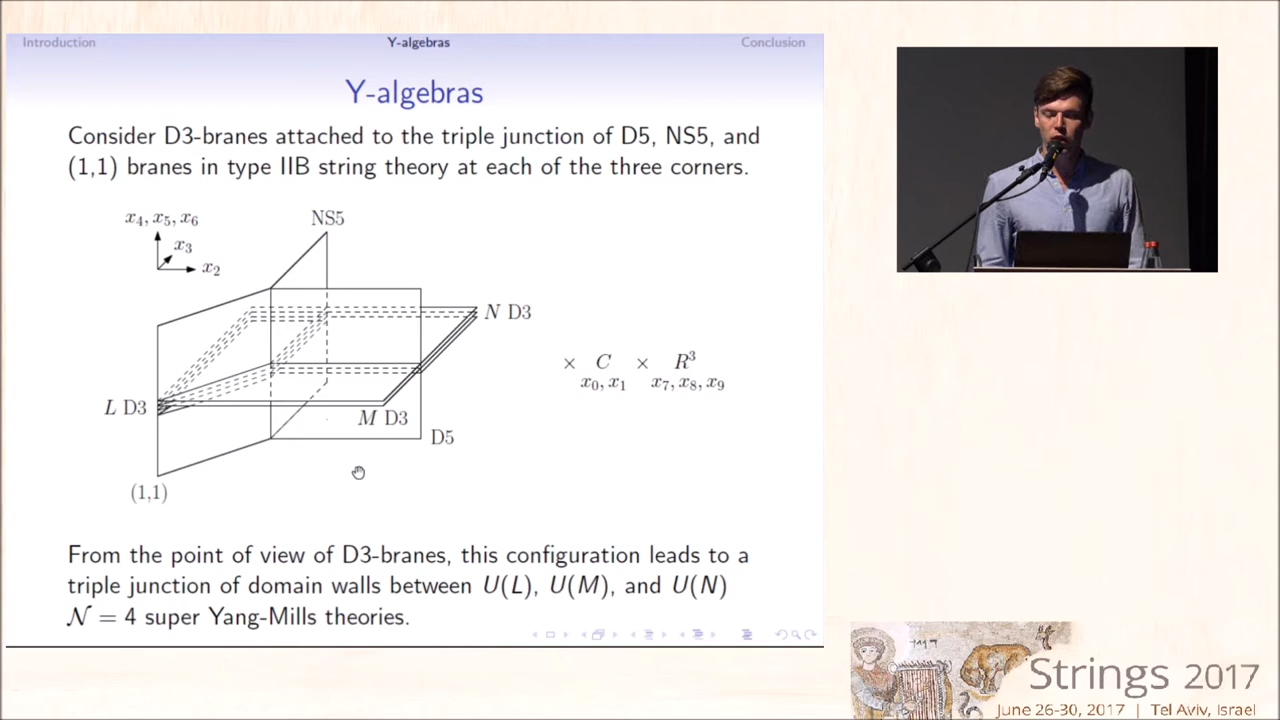 Introduction Y-algebras Conclusion
Y-algebras
Consider D3-branes attached to the triple junction of D5, NS5, and
(1,1) branes in type IIB string theory at each of the three corners.
x₄, x₅, x₆
NS5
x₃
x₂
N D3
× C × R³
x₀, x₁ x₇, x₈, x₉
L D3
M D3
D5
(1,1)
From the point of view of D3-branes, this configuration leads to a
triple junction of domain walls between U(L), U(M), and U(N)
𝒩 = 4 super Yang-Mills theories.
Strings 2017
June 26-30, 2017 | Tel Aviv, Israel